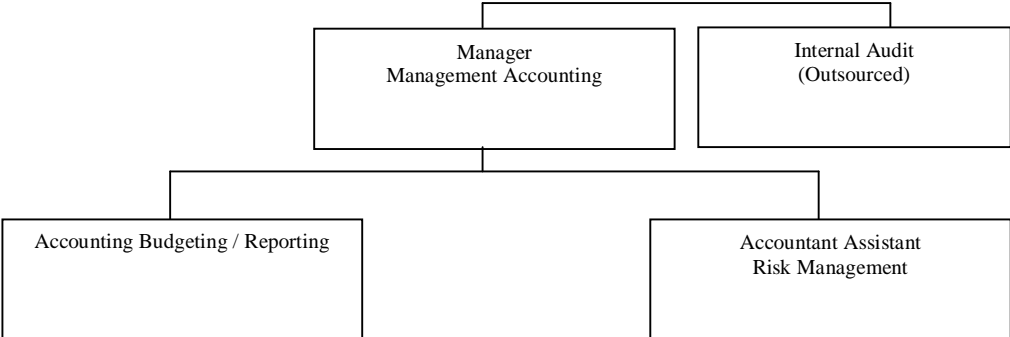 Manager
Management Accounting
Internal Audit
(Outsourced)
Accounting Budgeting / Reporting
Accountant Assistant
Risk Management